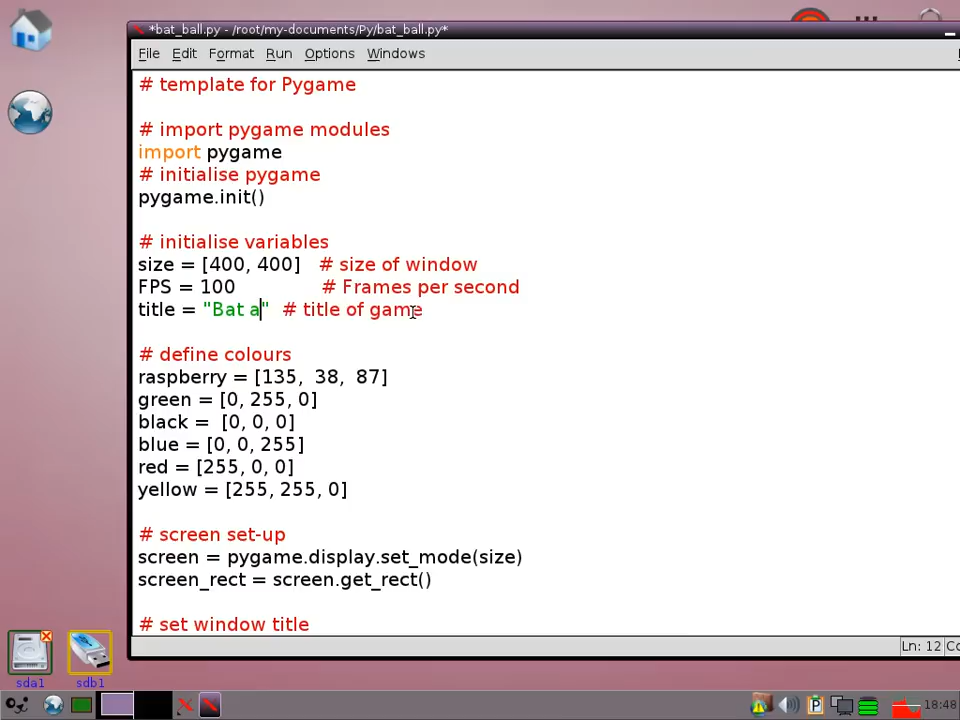 *bat_ball.py - /root/my-documents/Py/bat_ball.py*
File Edit Format Run Options Windows
# template for Pygame
# import pygame modules
import pygame
# initialise pygame
pygame.init()
# initialise variables
size = [400, 400]   # size of window
FPS = 100             # Frames per second
title = "Bat a"  # title of game
# define colours
raspberry = [135,  38,  87]
green = [0, 255, 0]
black =  [0, 0, 0]
blue = [0, 0, 255]
red = [255, 0, 0]
yellow = [255, 255, 0]
# screen set-up
screen = pygame.display.set_mode(size)
screen_rect = screen.get_rect()
# set window title
Ln: 12 Co
sda1 sdb1
18:48